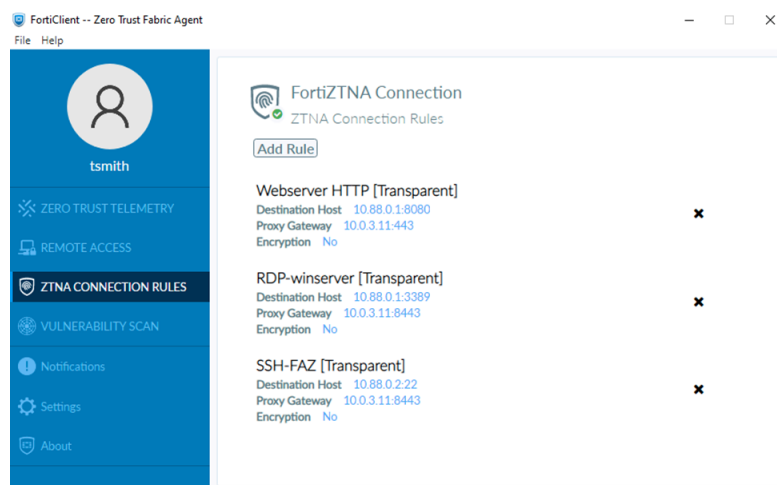 FortiClient -- Zero Trust Fabric Agent
File Help
tsmith
ZERO TRUST TELEMETRY
REMOTE ACCESS
ZTNA CONNECTION RULES
VULNERABILITY SCAN
Notifications
Settings
About
FortiZTNA Connection
ZTNA Connection Rules
Add Rule
Webserver HTTP [Transparent]
Destination Host 10.88.0.1:8080
Proxy Gateway 10.0.3.11:443
Encryption No
RDP-winserver [Transparent]
Destination Host 10.88.0.1:3389
Proxy Gateway 10.0.3.11:8443
Encryption No
SSH-FAZ [Transparent]
Destination Host 10.88.0.2:22
Proxy Gateway 10.0.3.11:8443
Encryption No